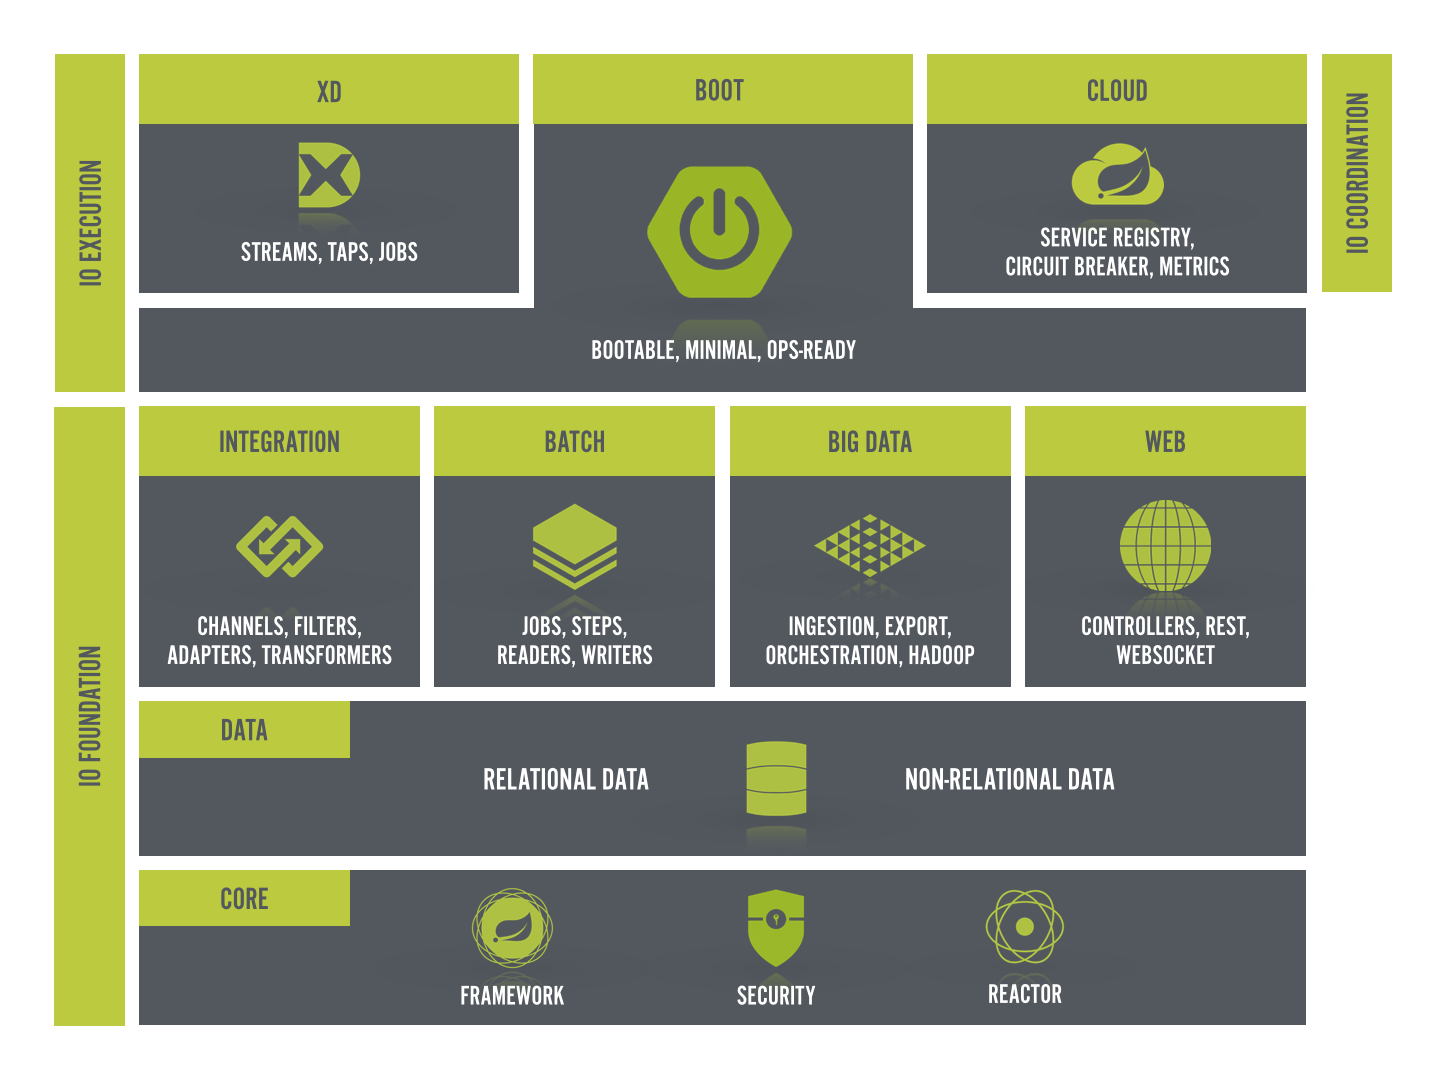 IO EXECUTION
XD
STREAMS, TAPS, JOBS
BOOT
BOOTABLE, MINIMAL, OPS-READY
CLOUD
SERVICE REGISTRY,
CIRCUIT BREAKER, METRICS
IO COORDINATION
IO FOUNDATION
INTEGRATION
CHANNELS, FILTERS,
ADAPTERS, TRANSFORMERS
BATCH
JOBS, STEPS,
READERS, WRITERS
BIG DATA
INGESTION, EXPORT,
ORCHESTRATION, HADOOP
WEB
CONTROLLERS, REST,
WEBSOCKET
DATA
RELATIONAL DATA
NON-RELATIONAL DATA
CORE
FRAMEWORK
SECURITY
REACTOR